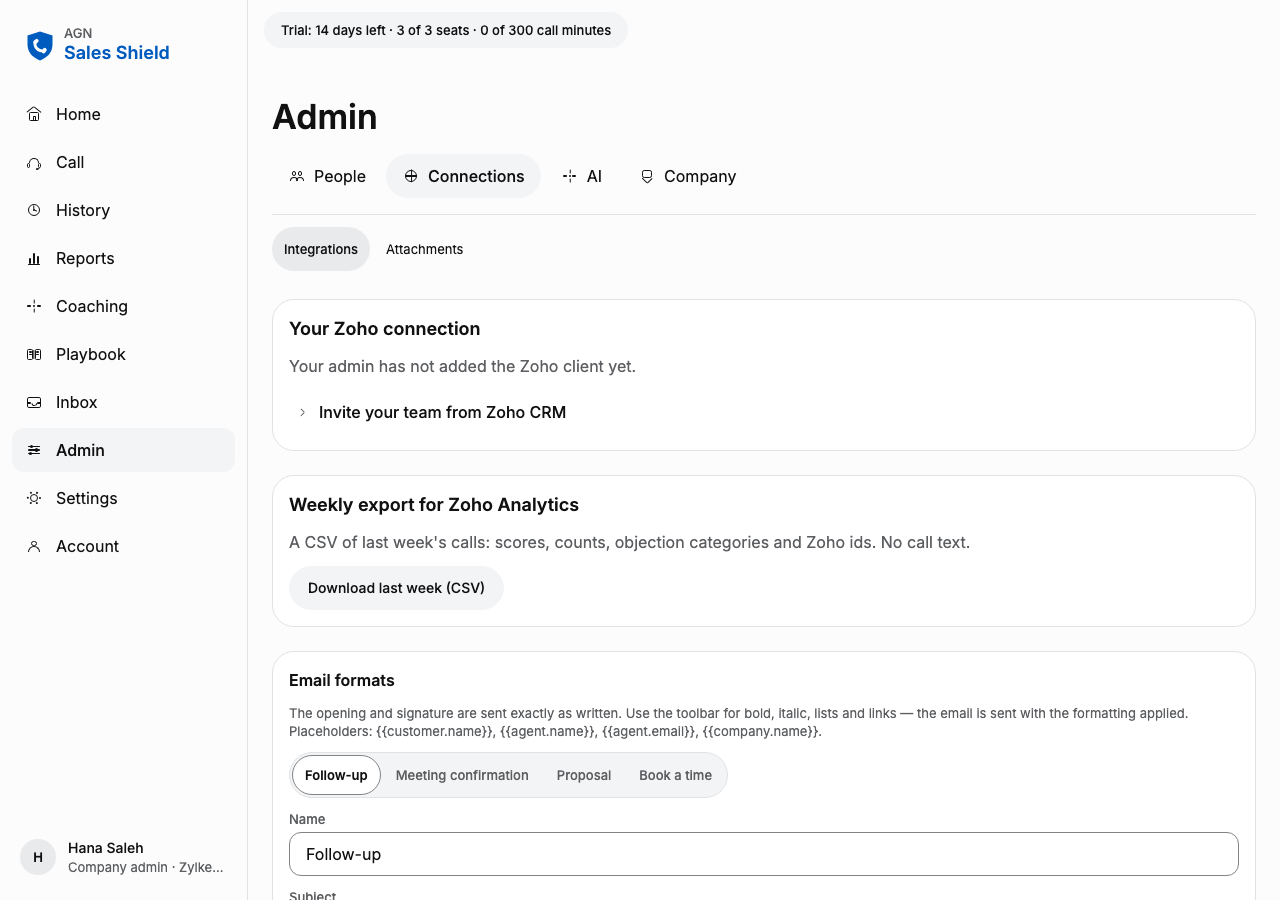 AGN
Sales Shield
Trial: 14 days left · 3 of 3 seats · 0 of 300 call minutes
Home
Call
History
Reports
Coaching
Playbook
Inbox
Admin
Settings
Account
H
Hana Saleh
Company admin · Zylke...
Admin
People
Connections
AI
Company
Integrations
Attachments
Your Zoho connection
Your admin has not added the Zoho client yet.
Invite your team from Zoho CRM
Weekly export for Zoho Analytics
A CSV of last week's calls: scores, counts, objection categories and Zoho ids. No call text.
Download last week (CSV)
Email formats
The opening and signature are sent exactly as written. Use the toolbar for bold, italic, lists and links — the email is sent with the formatting applied.
Placeholders: {{customer.name}}, {{agent.name}}, {{agent.email}}, {{company.name}}.
Follow-up
Meeting confirmation
Proposal
Book a time
Name
Follow-up
Subject